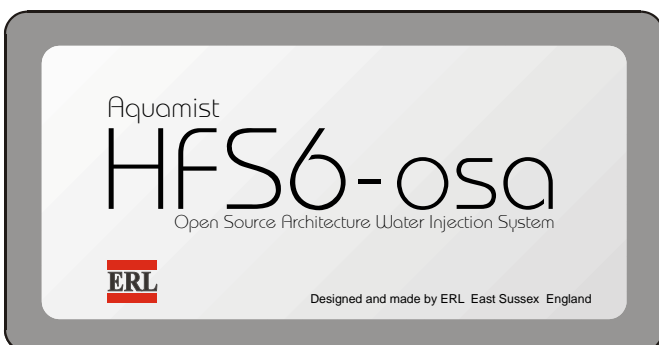 Aquamist
HFS6-osa
Open Source Architecture Water Injection System
ERL
Designed and made by ERL East Sussex England